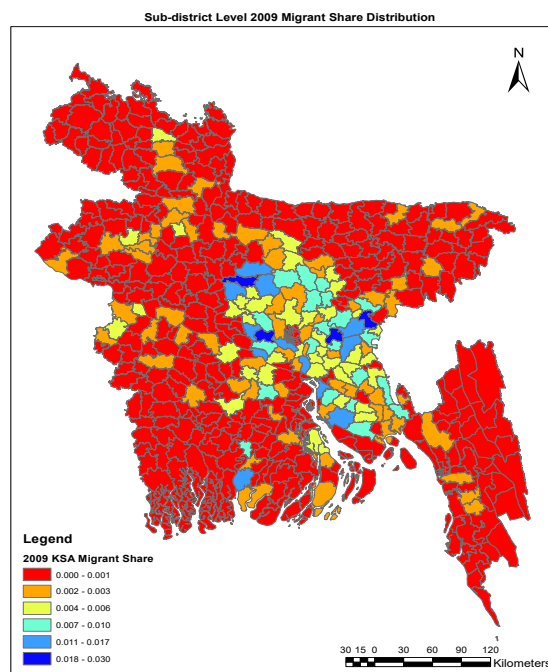 Sub-district Level 2009 Migrant Share Distribution
N
Legend
2009 KSA Migrant Share
0.000 - 0.001
0.002 - 0.003
0.004 - 0.006
0.007 - 0.010
0.011 - 0.017
0.018 - 0.030
30 15 0 30 60 90 120
Kilometers